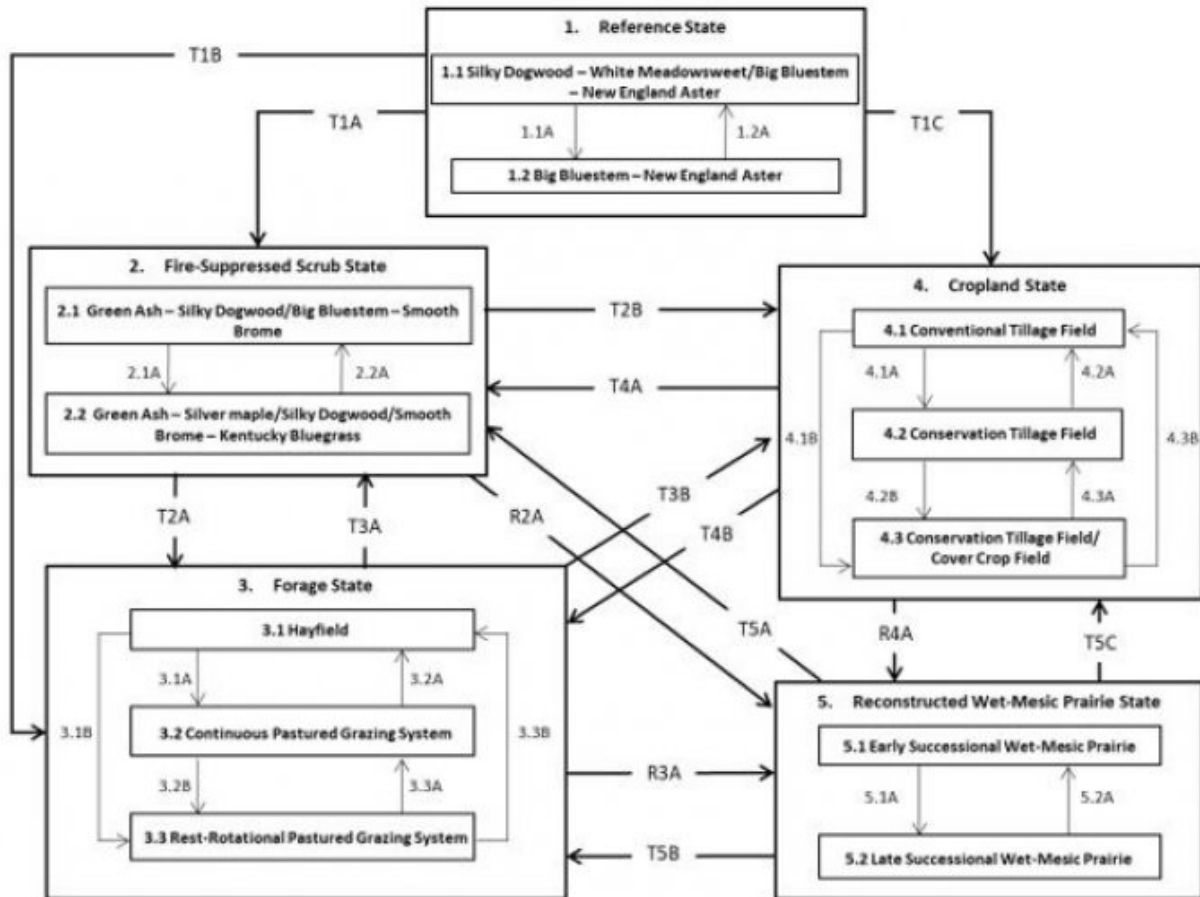 1. Reference State
T1B
1.1 Silky Dogwood – White Meadowsweet/Big Bluestem
– New England Aster
T1A
1.1A
1.2A
T1C
1.2 Big Bluestem – New England Aster
2. Fire-Suppressed Scrub State
2.1 Green Ash – Silky Dogwood/Big Bluestem – Smooth
Brome
2.1A
2.2A
2.2 Green Ash – Silver maple/Silky Dogwood/Smooth
Brome – Kentucky Bluegrass
T2B
T4A
4. Cropland State
4.1 Conventional Tillage Field
4.1A
4.2A
4.2 Conservation Tillage Field
4.1B
4.3B
4.2B
4.3A
4.3 Conservation Tillage Field/
Cover Crop Field
T2A
T3A
R2A
T3B
T4B
T5A
R4A
T5C
3. Forage State
3.1 Hayfield
3.1A
3.2A
3.1B
3.2 Continuous Pastured Grazing System
3.3B
3.2B
3.3A
3.3 Rest-Rotational Pastured Grazing System
R3A
T5B
5. Reconstructed Wet-Mesic Prairie State
5.1 Early Successional Wet-Mesic Prairie
5.1A
5.2A
5.2 Late Successional Wet-Mesic Prairie